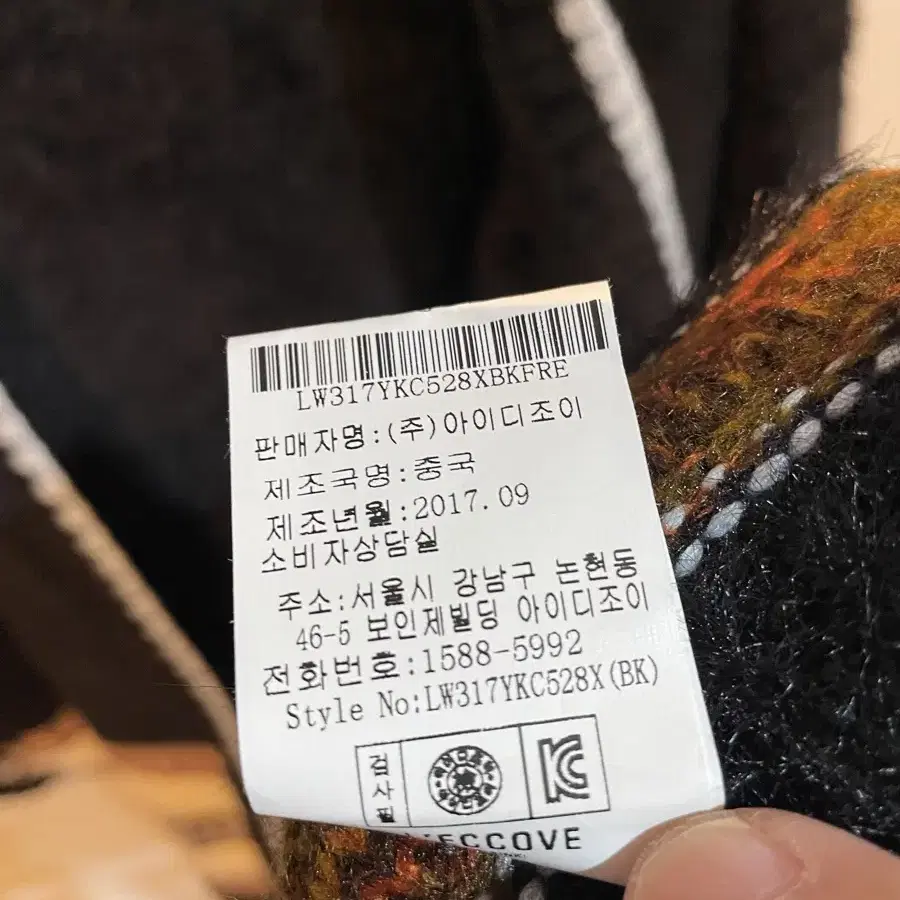 LW317YKC528XBKFRE
판매자명:(주)아이디조이
제조국명:중국
제조년월:2017.09
소비자상담실
주소:서울시 강남구 논현동
46-5 보인제빌딩 아이디조이
전화번호:1588-5992
Style No:LW317YKC528X(BK)
검사필